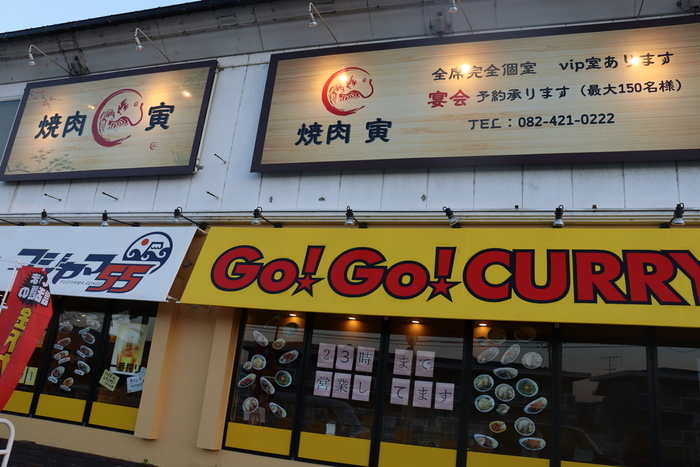 焼肉 寅
焼肉 寅
全席完全個室 vip室あります
宴会 予約承ります（最大150名様）
TEL：082-421-0222
フジヤマ55
FUJIYAMA GO GO
Go! Go! CURRY
23時まで
営業してます